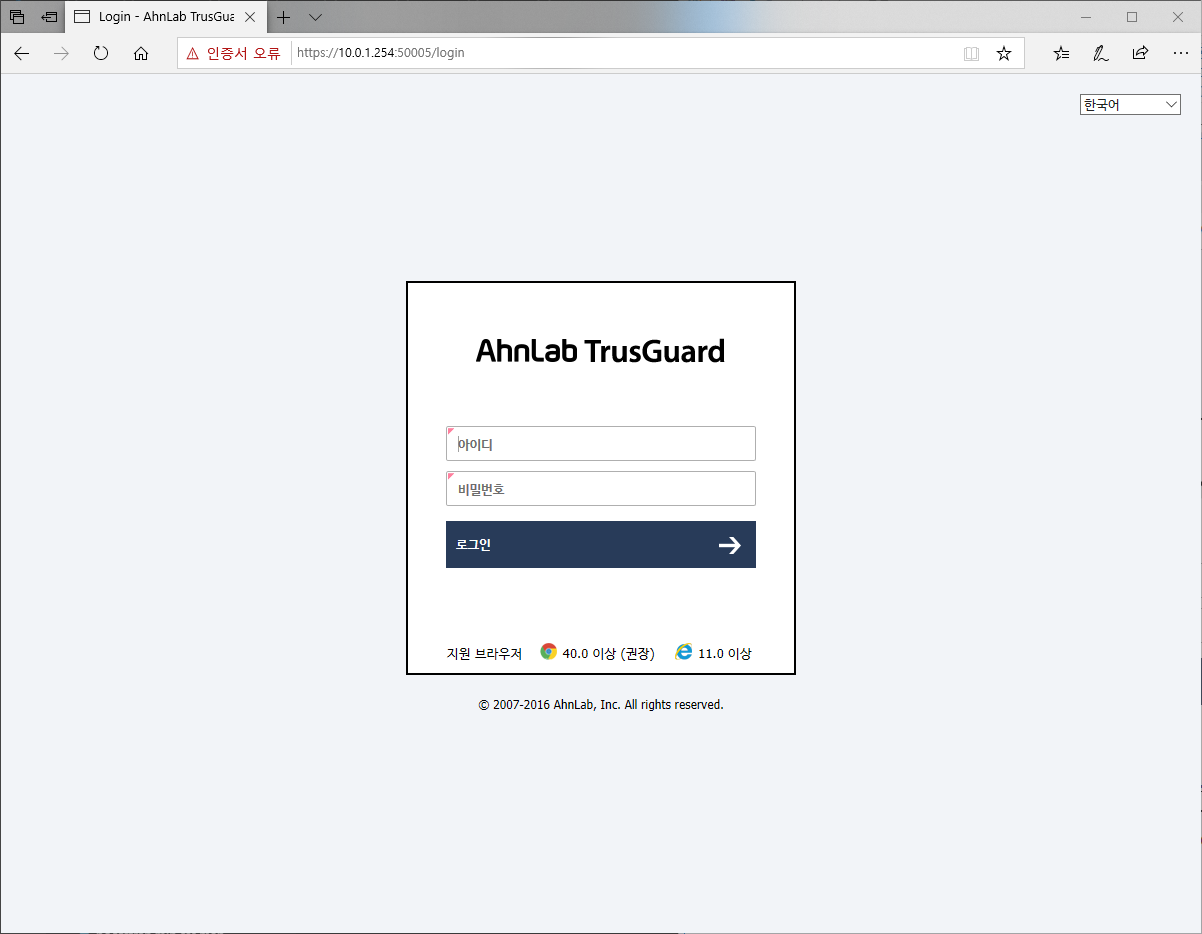 Login - AhnLab TrusGua
인증서 오류 https://10.0.1.254:50005/login
한국어
AhnLab TrusGuard
아이디
비밀번호
로그인
지원 브라우저 40.0 이상 (권장) 11.0 이상
© 2007-2016 AhnLab, Inc. All rights reserved.